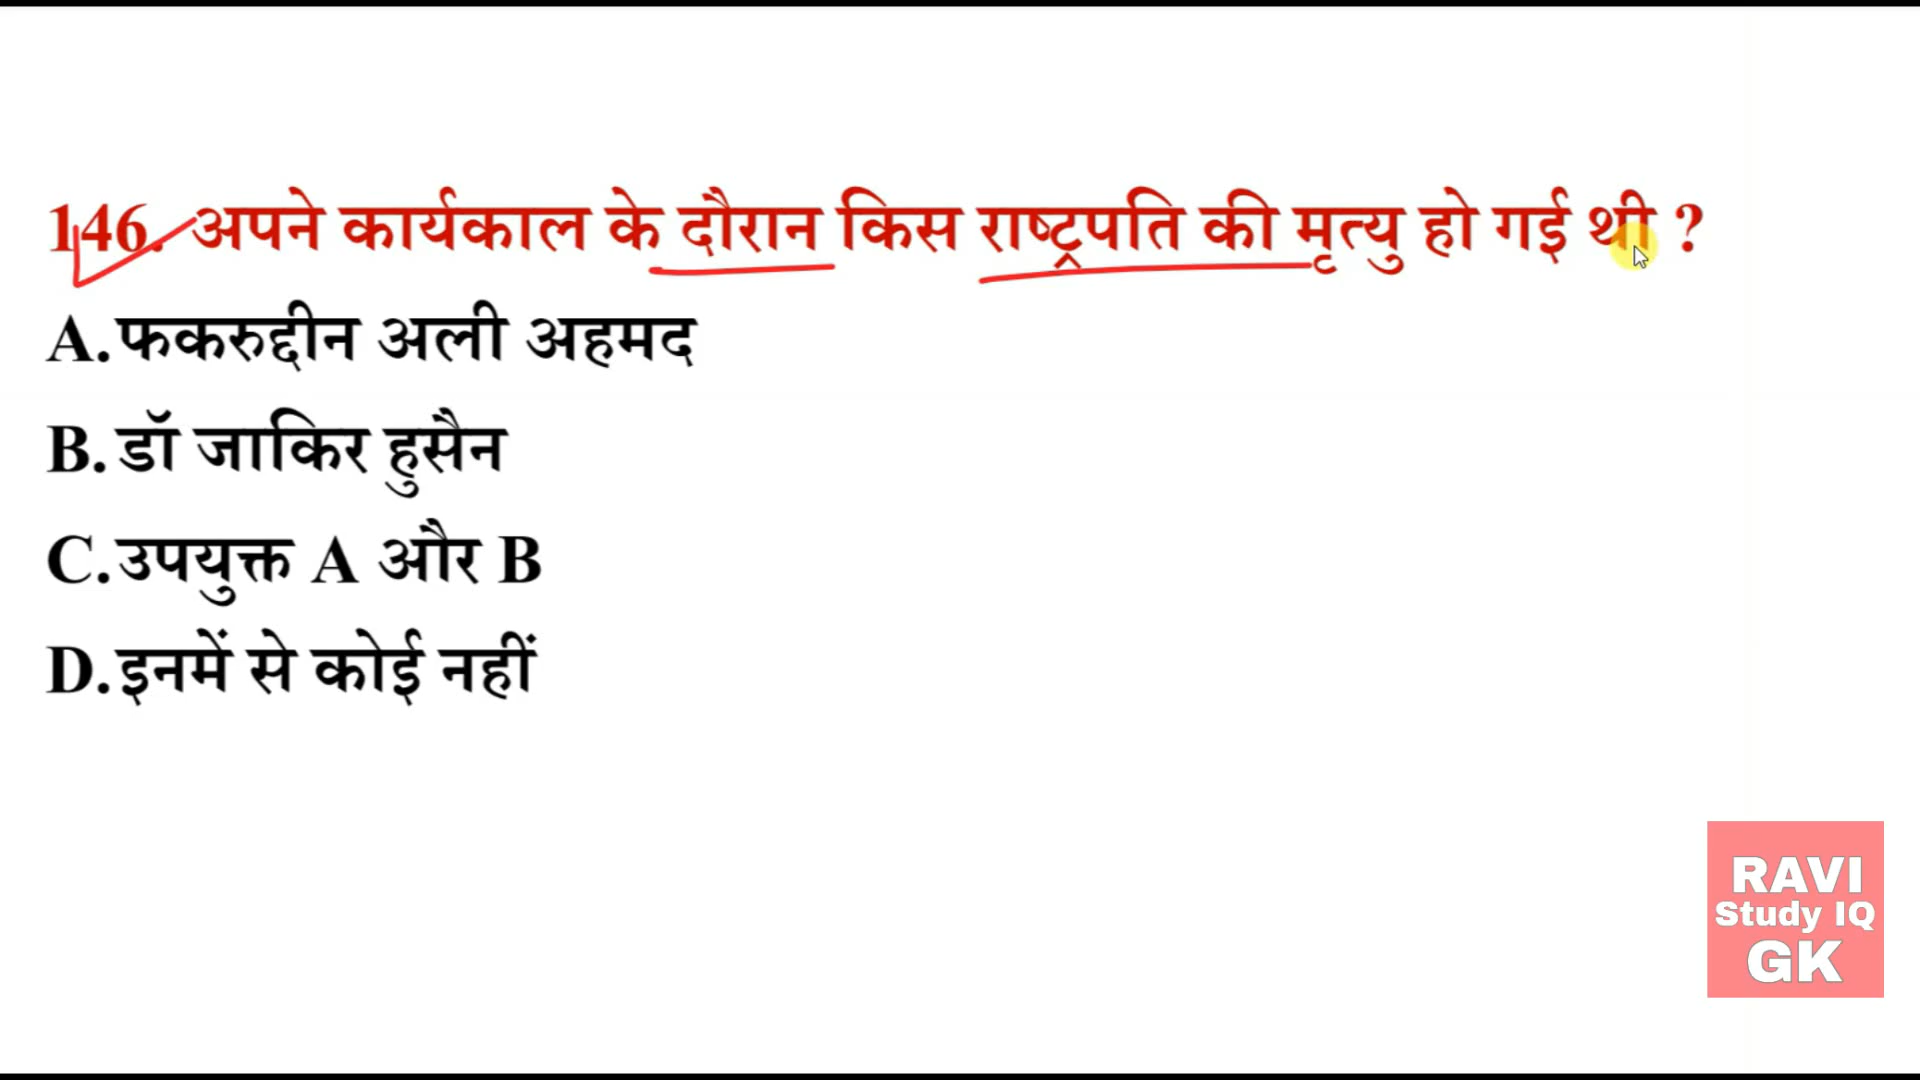 146. अपने कार्यकाल के दौरान किस राष्ट्रपति की मृत्यु हो गई थी ?
A.फकरुद्दीन अली अहमद
B.डॉ जाकिर हुसैन
C.उपयुक्त A और B
D.इनमें से कोई नहीं
RAVI
Study IQ
GK